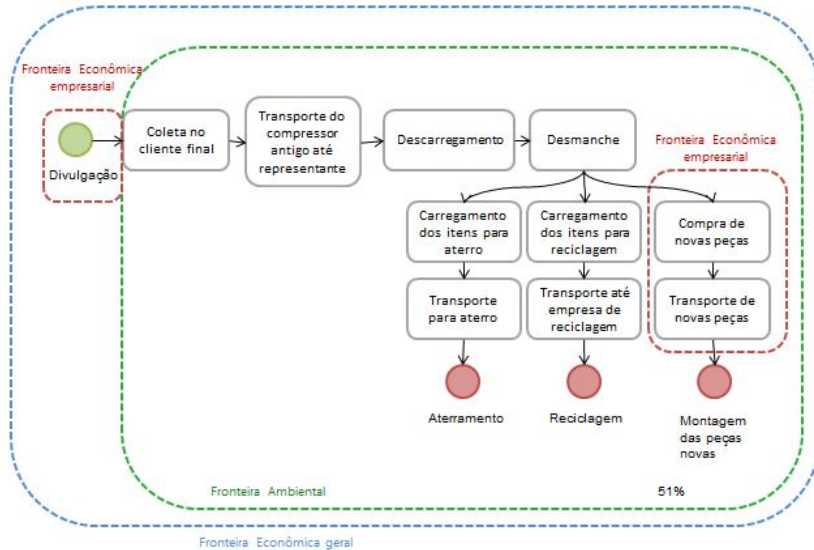 Fronteira Econômica
empresarial
Divulgação
Coleta no
cliente final
Transporte do
compressor
antigo até
representante
Descarregamento
Desmanche
Fronteira Econômica
empresarial
Carregamento
dos itens para
aterro
Carregamento
dos itens para
reciclagem
Compra de
novas peças
Transporte
para aterro
Transporte até
empresa de
reciclagem
Transporte de
novas peças
Aterramento
Reciclagem
Montagem
das peças
novas
Fronteira Ambiental
51%
Fronteira Econômica geral